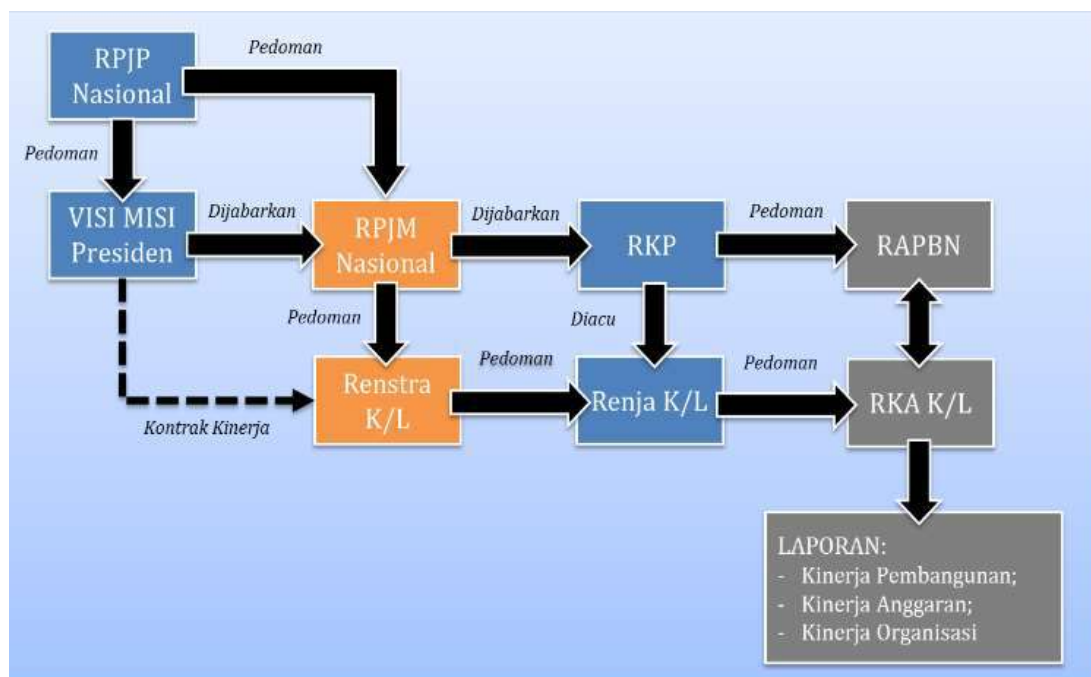 RPJP
Nasional
Pedoman
Pedoman
VISI MISI
Presiden
Dijabarkan
RPJM
Nasional
Dijabarkan
RKP
Pedoman
RAPBN
Pedoman
Diacu
Renstra
K/L
Pedoman
Renja K/L
Pedoman
RKA K/L
Kontrak Kinerja
LAPORAN:
- Kinerja Pembangunan;
- Kinerja Anggaran;
- Kinerja Organisasi